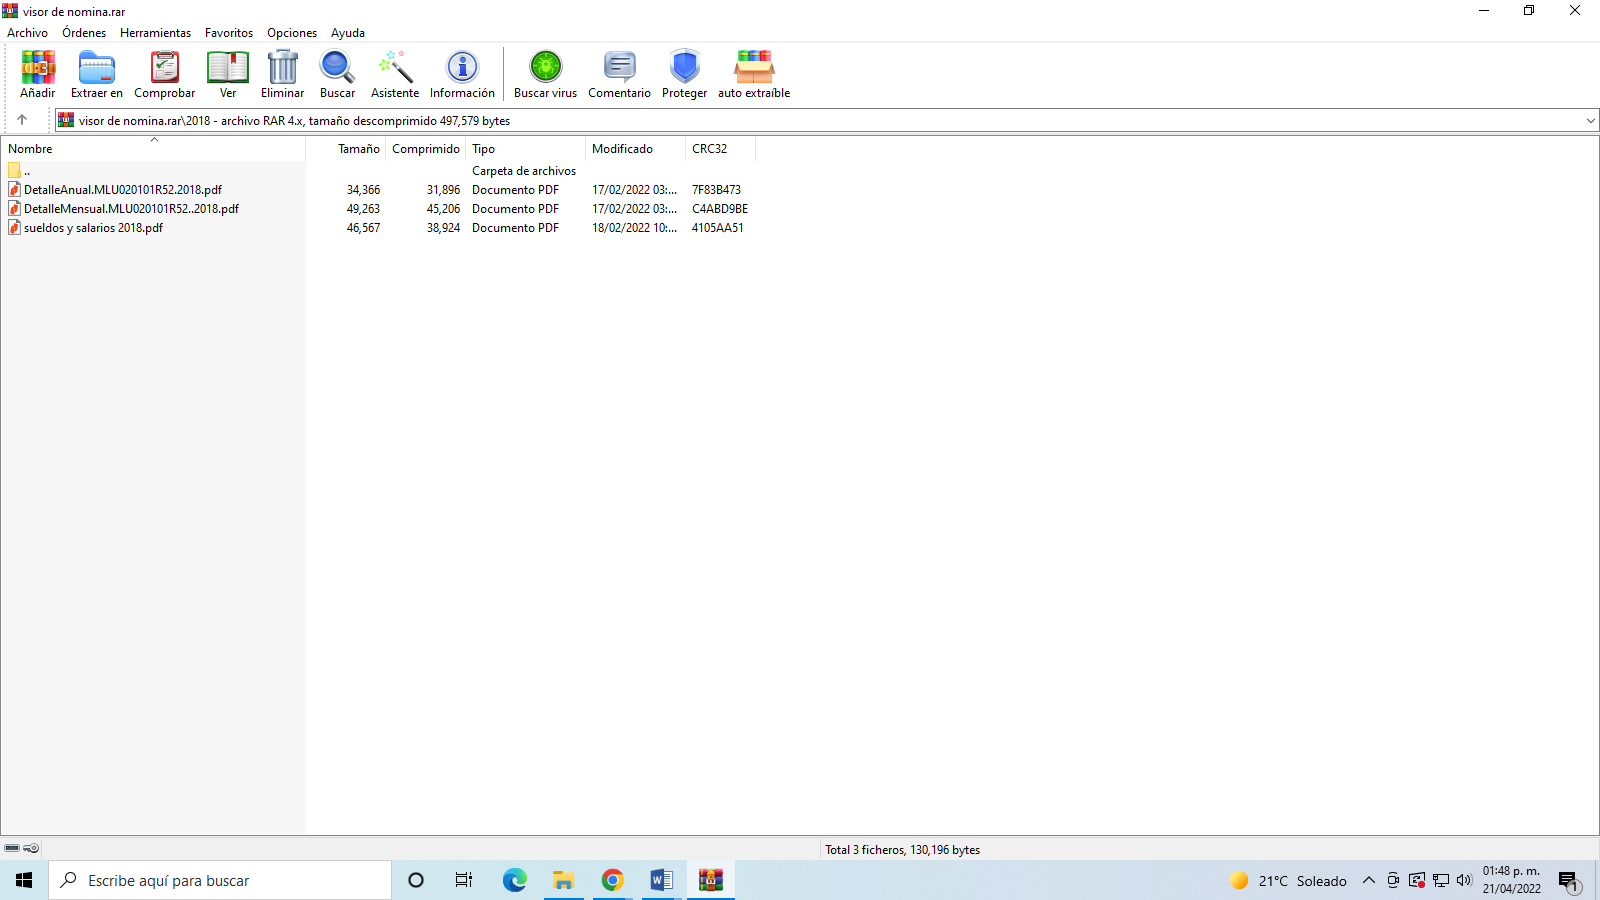 visor de nomina.rar
Archivo Órdenes Herramientas Favoritos Opciones Ayuda
Añadir Extraer en Comprobar Ver Eliminar Buscar Asistente Información Buscar virus Comentario Proteger auto extraíble
visor de nomina.rar\2018 - archivo RAR 4.x, tamaño descomprimido 497,579 bytes
Nombre Tamaño Comprimido Tipo Modificado CRC32
.. Carpeta de archivos
DetalleAnual.MLU020101R52.2018.pdf 34,366 31,896 Documento PDF 17/02/2022 03:... 7F83B473
DetalleMensual.MLU020101R52..2018.pdf 49,263 45,206 Documento PDF 17/02/2022 03:... C4ABD9BE
sueldos y salarios 2018.pdf 46,567 38,924 Documento PDF 18/02/2022 10:... 4105AA51
Total 3 ficheros, 130,196 bytes
Escribe aquí para buscar
21°C Soleado
01:48 p. m.
21/04/2022
1